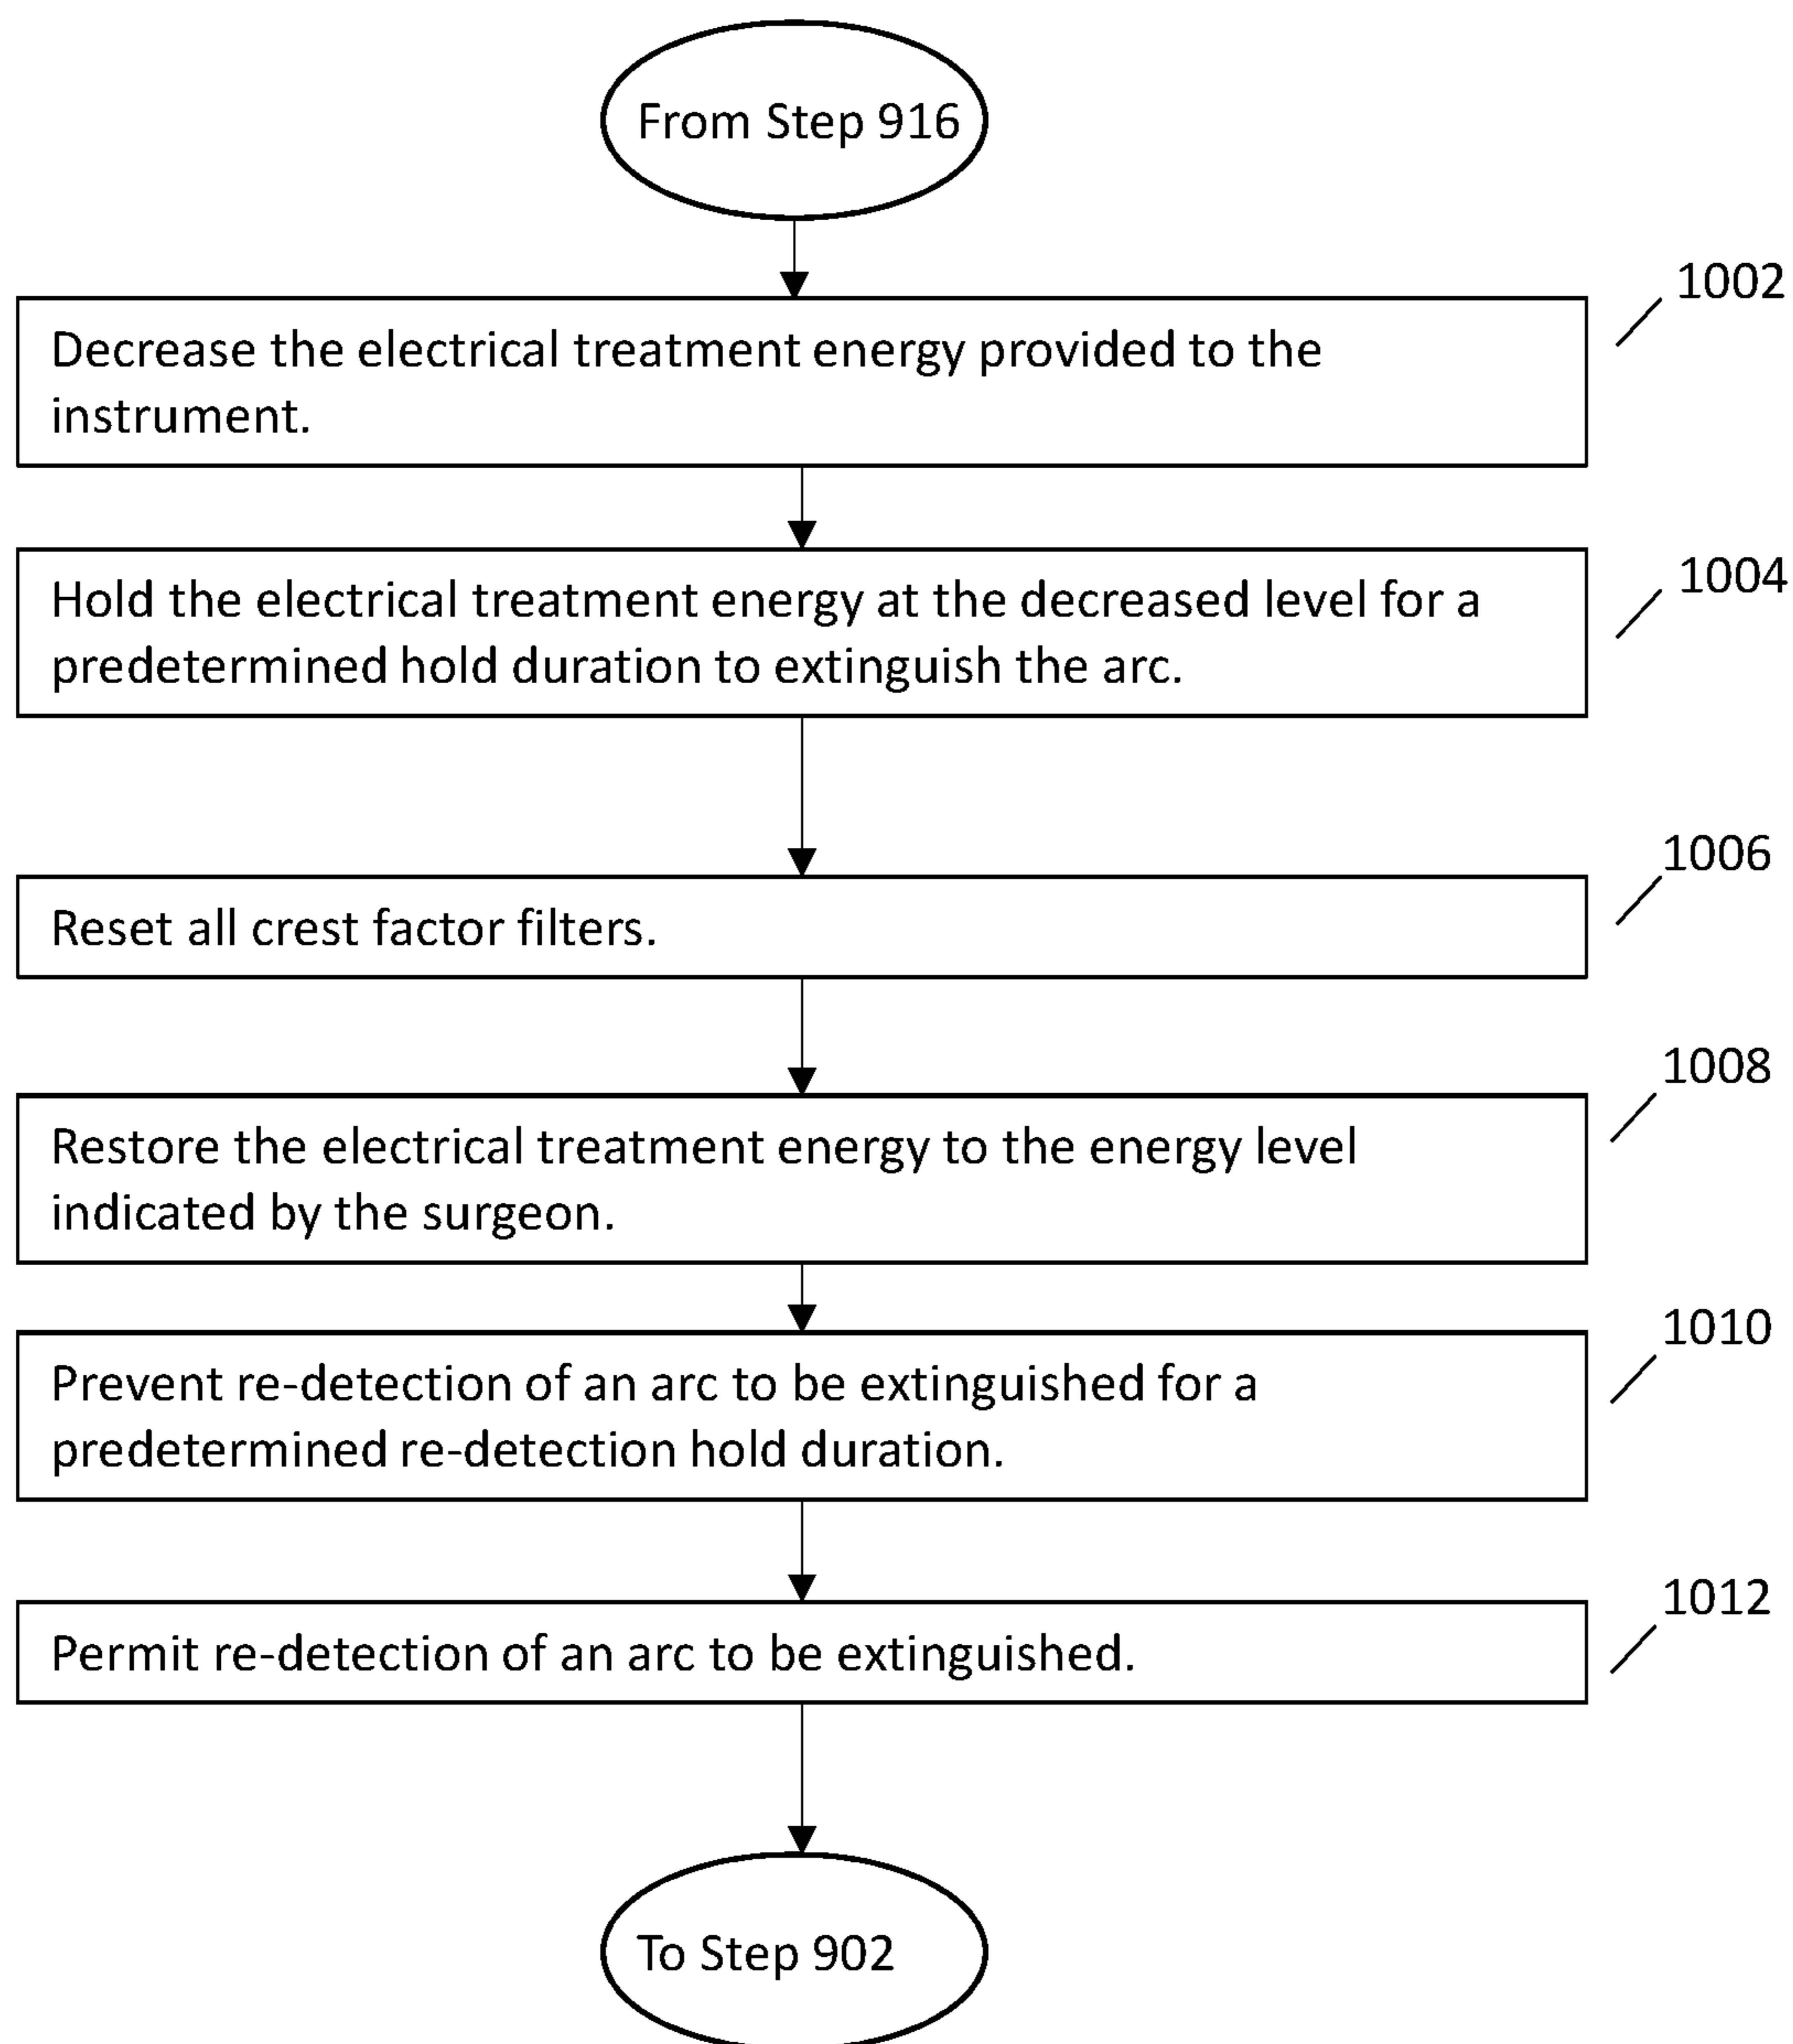 From Step 916
1002
Decrease the electrical treatment energy provided to the
instrument.
1004
Hold the electrical treatment energy at the decreased level for a
predetermined hold duration to extinguish the arc.
1006
Reset all crest factor filters.
1008
Restore the electrical treatment energy to the energy level
indicated by the surgeon.
1010
Prevent re-detection of an arc to be extinguished for a
predetermined re-detection hold duration.
1012
Permit re-detection of an arc to be extinguished.
To Step 902